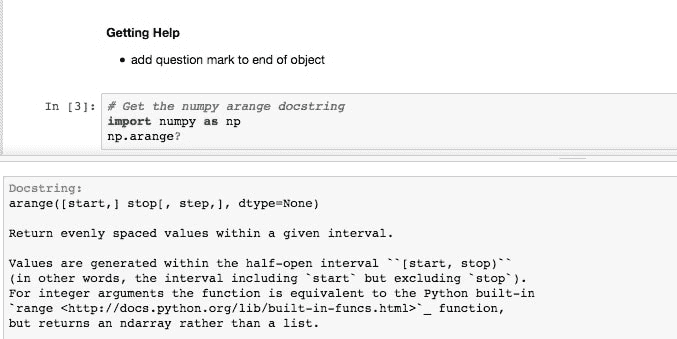 Getting Help
• add question mark to end of object
In [3]: # Get the numpy arange docstring
import numpy as np
np.arange?
Docstring:
arange([start,] stop[, step,], dtype=None)
Return evenly spaced values within a given interval.
Values are generated within the half-open interval ``[start, stop)``
(in other words, the interval including `start` but excluding `stop`).
For integer arguments the function is equivalent to the Python built-in
`range <http://docs.python.org/lib/built-in-funcs.html>`_ function,
but returns an ndarray rather than a list.